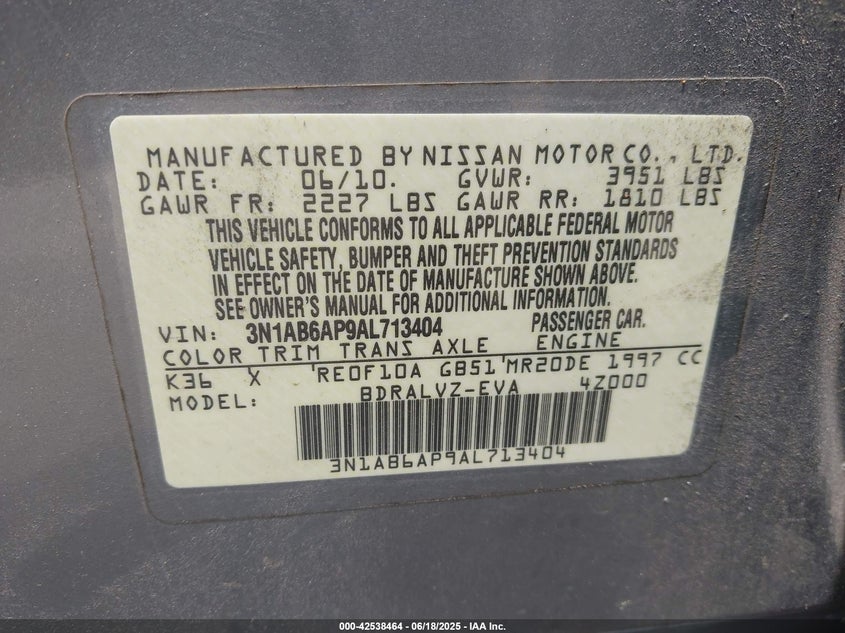 MANUFACTURED BY NISSAN MOTOR CO., LTD.
DATE: 06/10. GVWR: 3951 LBS
GAWR FR: 2227 LBS GAWR RR: 1810 LBS
THIS VEHICLE CONFORMS TO ALL APPLICABLE FEDERAL MOTOR
VEHICLE SAFETY, BUMPER AND THEFT PREVENTION STANDARDS
IN EFFECT ON THE DATE OF MANUFACTURE SHOWN ABOVE.
SEE OWNER'S MANUAL FOR ADDITIONAL INFORMATION.
VIN: 3N1AB6AP9AL713404 PASSENGER CAR.
COLOR TRIM TRANS AXLE ENGINE
K36 X RE0F10A GB51 MR20DE 1997 CC
MODEL: BDRALVZ-EVA 4Z000
3N1AB6AP9AL713404
000-42538464 - 06/18/2025 - IAA Inc.